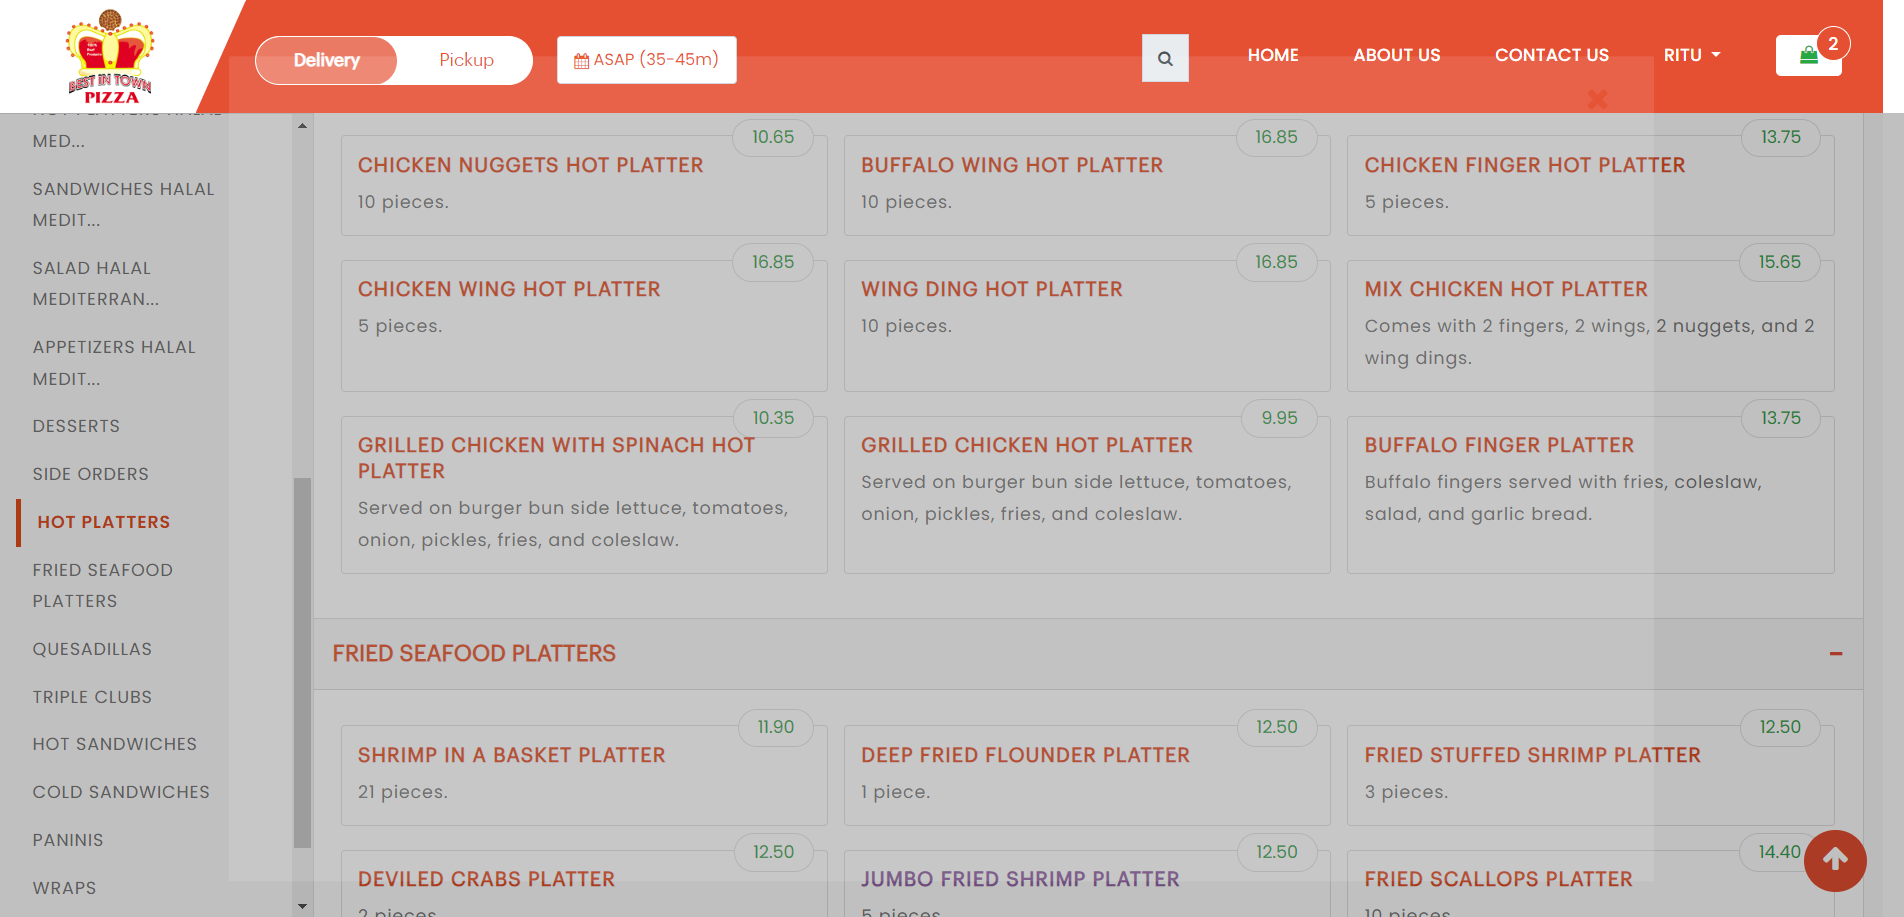 BEST IN TOWN
PIZZA
Delivery
Pickup
ASAP (35-45m)
HOME
ABOUT US
CONTACT US
RITU
2
MED...
SANDWICHES HALAL
MEDIT...
SALAD HALAL
MEDITERRAN...
APPETIZERS HALAL
MEDIT...
DESSERTS
SIDE ORDERS
HOT PLATTERS
FRIED SEAFOOD
PLATTERS
QUESADILLAS
TRIPLE CLUBS
HOT SANDWICHES
COLD SANDWICHES
PANINIS
WRAPS
10.65
CHICKEN NUGGETS HOT PLATTER
10 pieces.
16.85
BUFFALO WING HOT PLATTER
10 pieces.
13.75
CHICKEN FINGER HOT PLATTER
5 pieces.
16.85
CHICKEN WING HOT PLATTER
5 pieces.
16.85
WING DING HOT PLATTER
10 pieces.
15.65
MIX CHICKEN HOT PLATTER
Comes with 2 fingers, 2 wings, 2 nuggets, and 2
wing dings.
10.35
GRILLED CHICKEN WITH SPINACH HOT
PLATTER
Served on burger bun side lettuce, tomatoes,
onion, pickles, fries, and coleslaw.
9.95
GRILLED CHICKEN HOT PLATTER
Served on burger bun side lettuce, tomatoes,
onion, pickles, fries, and coleslaw.
13.75
BUFFALO FINGER PLATTER
Buffalo fingers served with fries, coleslaw,
salad, and garlic bread.
FRIED SEAFOOD PLATTERS
11.90
SHRIMP IN A BASKET PLATTER
21 pieces.
12.50
DEEP FRIED FLOUNDER PLATTER
1 piece.
12.50
FRIED STUFFED SHRIMP PLATTER
3 pieces.
12.50
DEVILED CRABS PLATTER
2 pieces
12.50
JUMBO FRIED SHRIMP PLATTER
5 pieces
14.40
FRIED SCALLOPS PLATTER
10 pieces